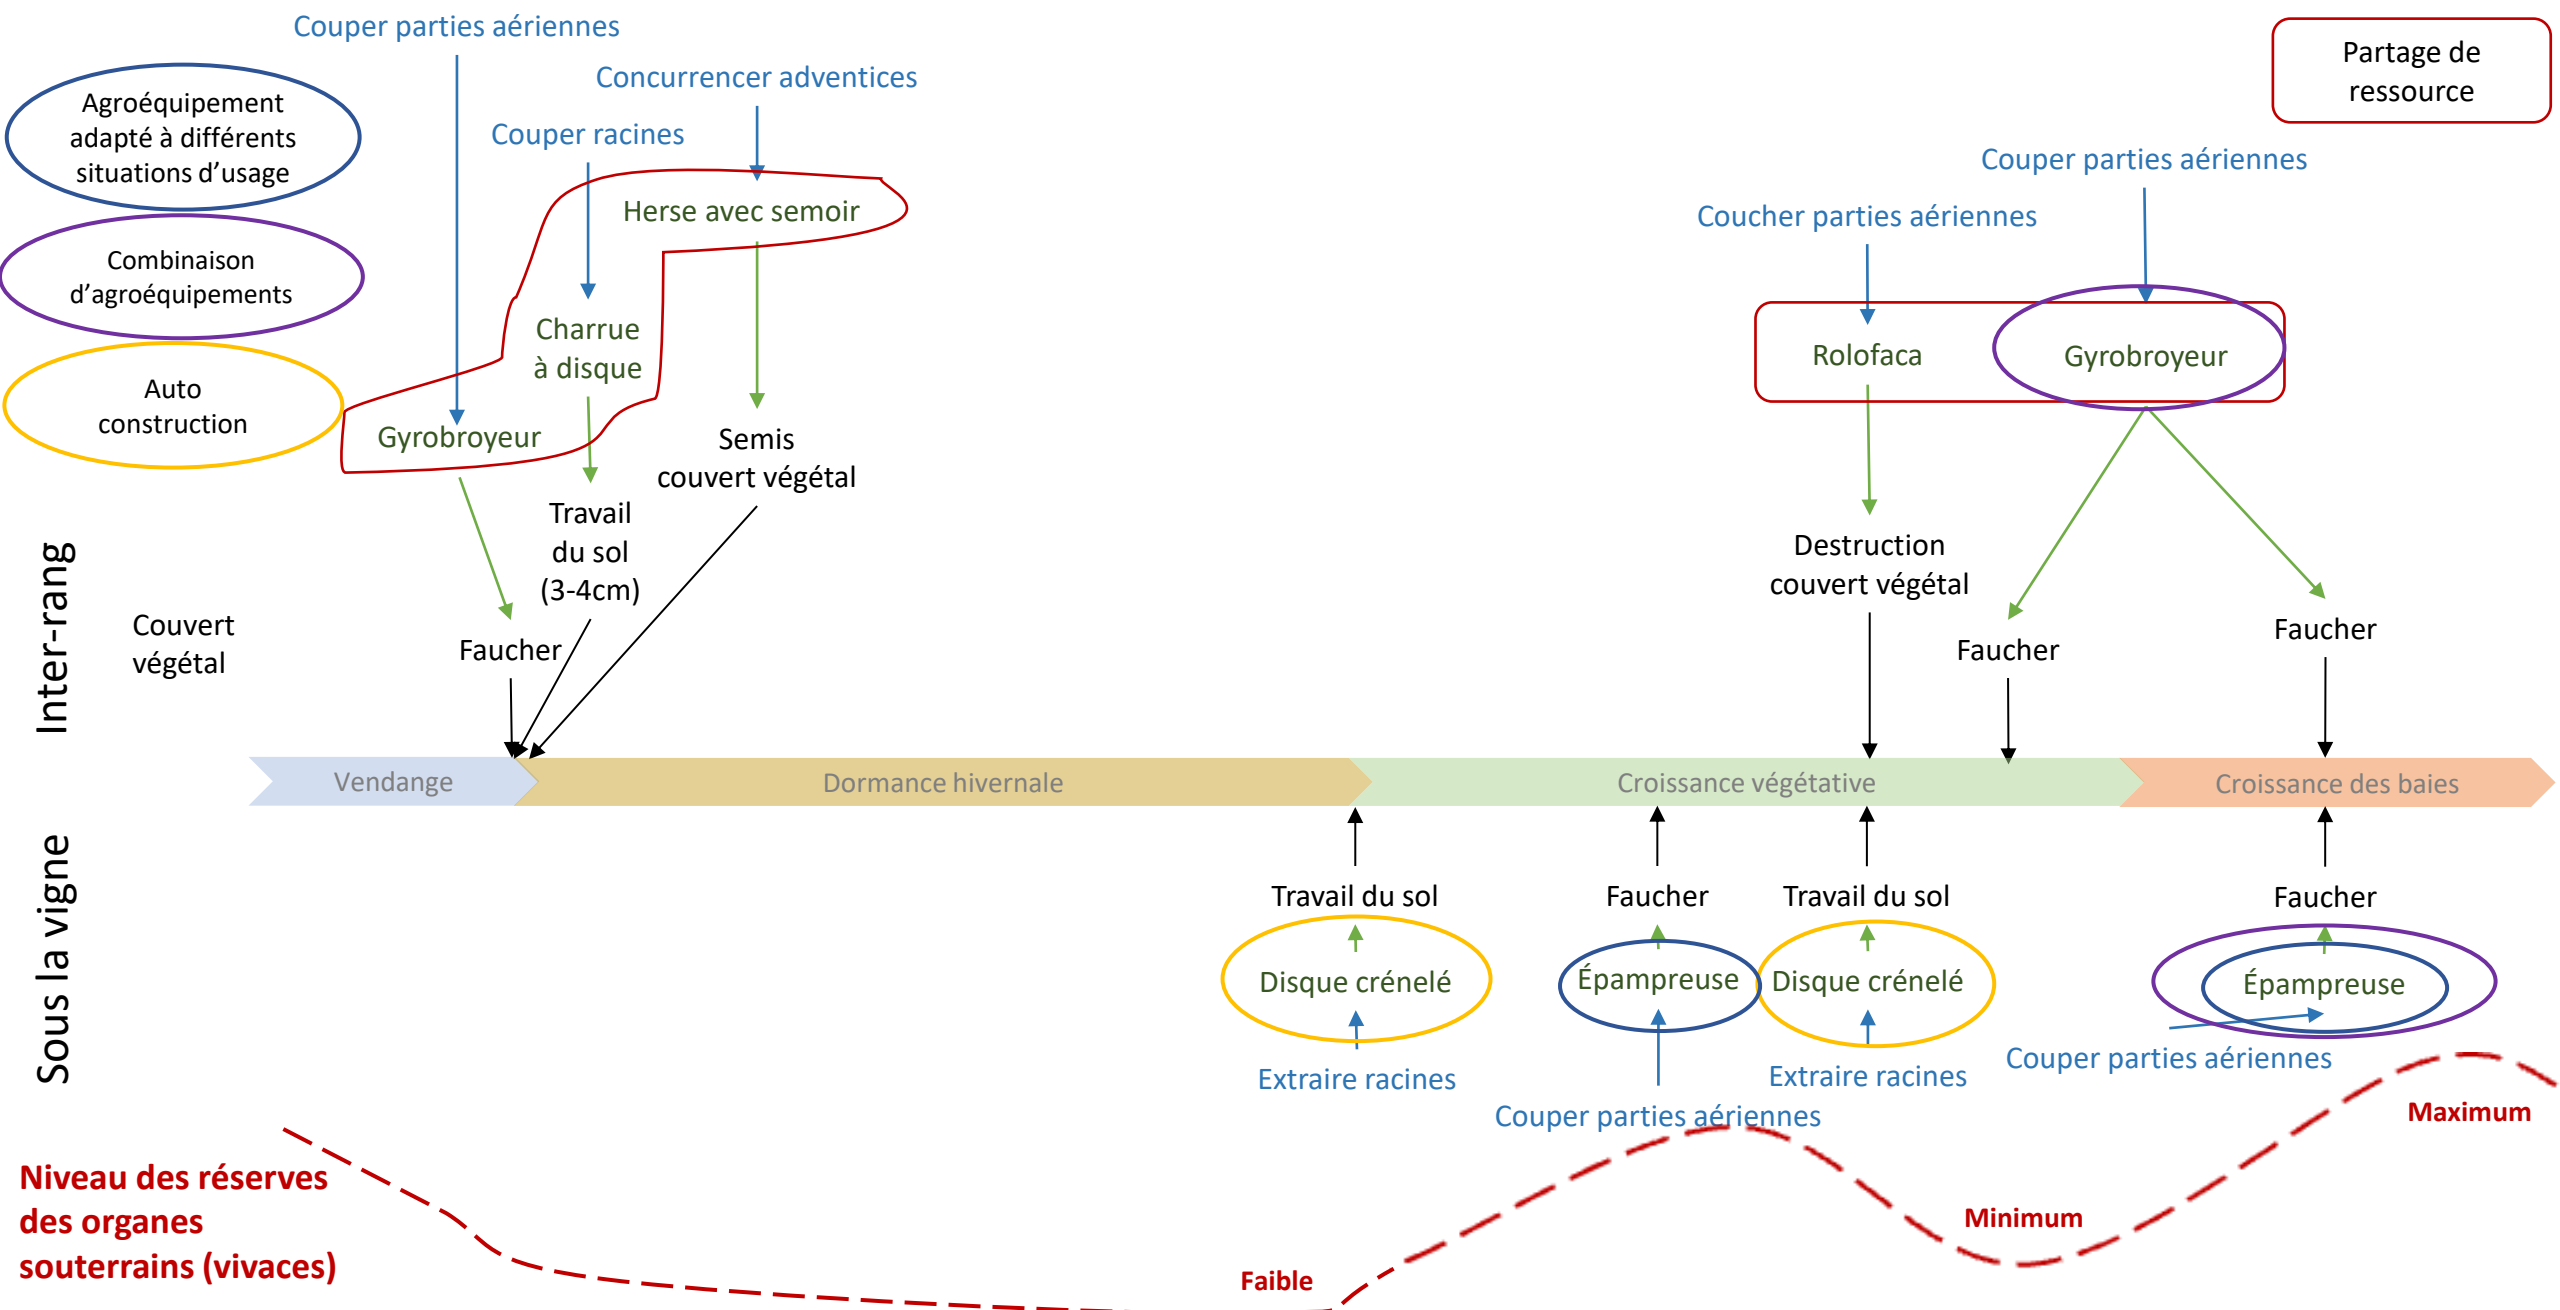 Couper parties aériennes
Concurrencer adventices
Couper racines
Agroéquipement
adapté à différents
situations d'usage
Combinaison
d'agroéquipements
Auto
construction
Herse avec semoir
Charrue
à disque
Gyrobroyeur
Semis
couvert végétal
Travail
du sol
(3-4cm)
Faucher
Partage de
ressource
Couper parties aériennes
Coucher parties aériennes
Rolofaca
Gyrobroyeur
Destruction
couvert végétal
Faucher
Faucher
Inter-rang
Couvert
végétal
Vendange
Dormance hivernale
Croissance végétative
Croissance des baies
Sous la vigne
Travail du sol
Faucher
Travail du sol
Faucher
Disque crénelé
Épampreuse
Disque crénelé
Épampreuse
Extraire racines
Couper parties aériennes
Extraire racines
Couper parties aériennes
Niveau des réserves
des organes
souterrains (vivaces)
Faible
Minimum
Maximum